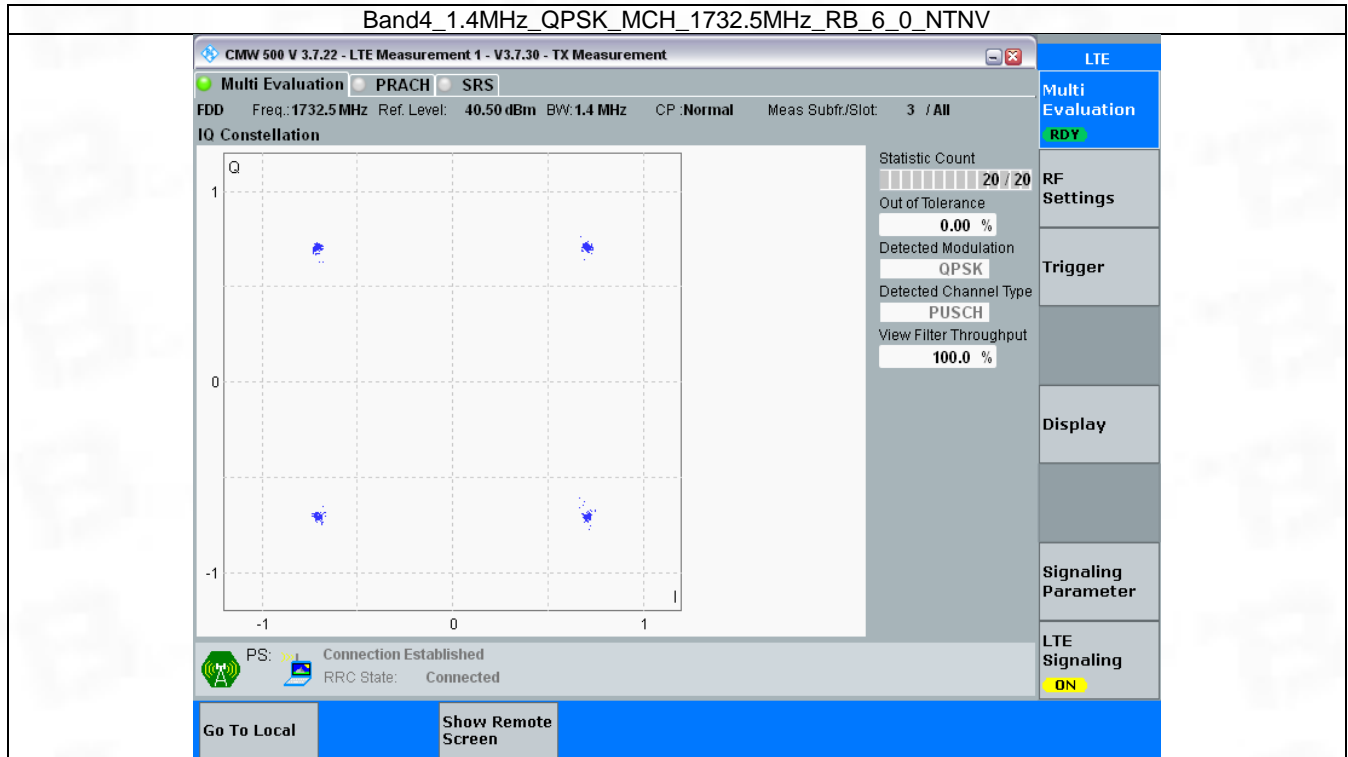 Band4_1.4MHz_QPSK_MCH_1732.5MHz_RB_6_0_NTNV
CMW 500 V 3.7.22 - LTE Measurement 1 - V3.7.30 - TX Measurement
LTE
Multi Evaluation PRACH SRS
FDD Freq.:1732.5 MHz Ref. Level: 40.50 dBm BW:1.4 MHz CP :Normal Meas Subfr./Slot: 3 / All
IQ Constellation
Q
1
0
-1
I
-1 0 1
Statistic Count
20 / 20
Out of Tolerance
0.00 %
Detected Modulation
QPSK
Detected Channel Type
PUSCH
View Filter Throughput
100.0 %
Multi
Evaluation
RDY
RF
Settings
Trigger
Display
Signaling
Parameter
LTE
Signaling
ON
PS: Connection Established
RRC State: Connected
Go To Local
Show Remote
Screen